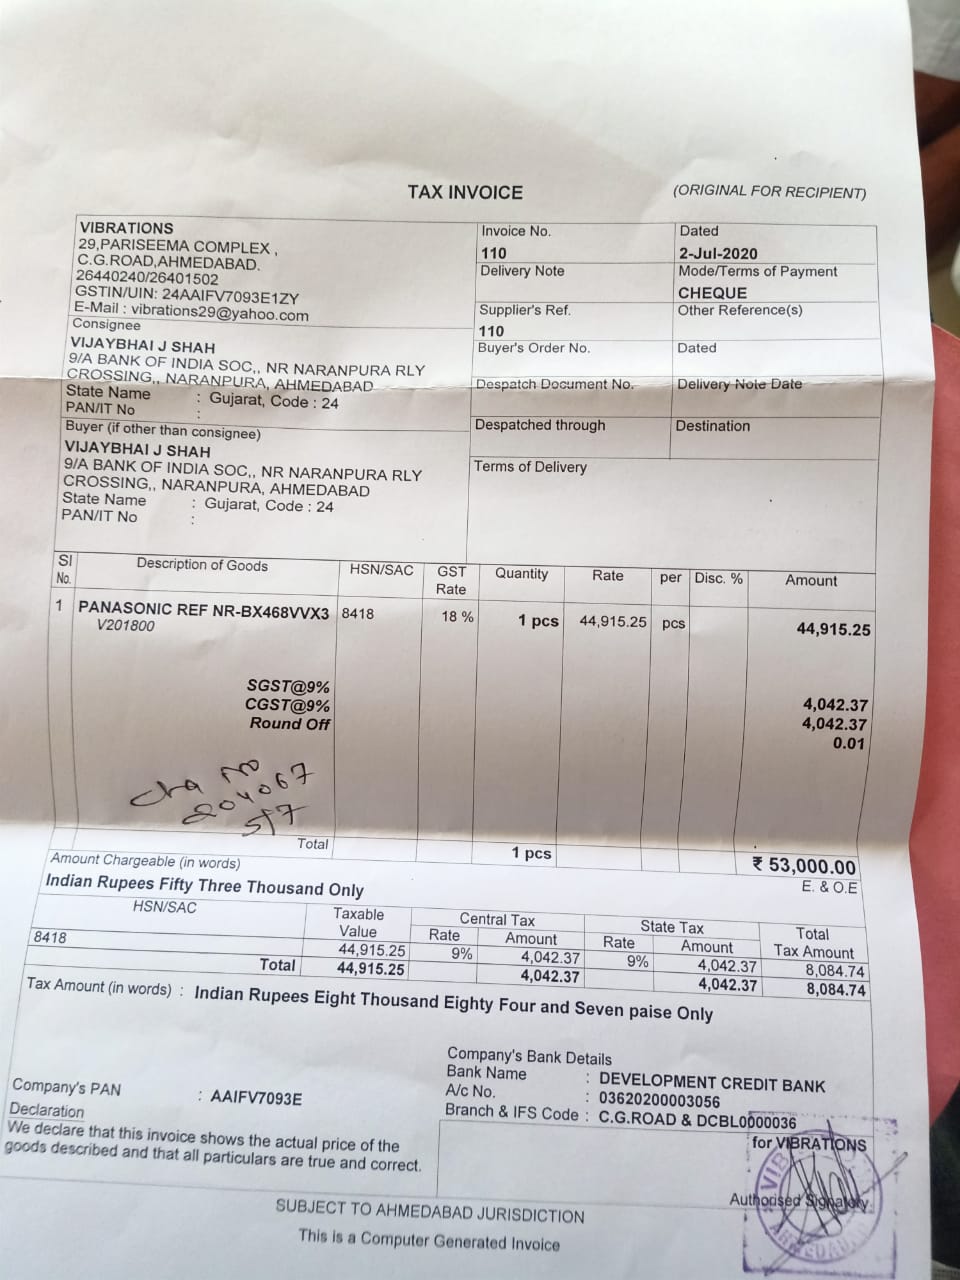 TAX INVOICE
(ORIGINAL FOR RECIPIENT)
VIBRATIONS
29,PARISEEMA COMPLEX ,
C.G.ROAD,AHMEDABAD.
26440240/26401502
GSTIN/UIN: 24AAIFV7093E1ZY
E-Mail : vibrations29@yahoo.com
Invoice No.
110
Dated
2-Jul-2020
Delivery Note
Mode/Terms of Payment
CHEQUE
Supplier's Ref.
110
Other Reference(s)
Consignee
VIJAYBHAI J SHAH
9/A BANK OF INDIA SOC,, NR NARANPURA RLY
CROSSING,, NARANPURA, AHMEDABAD
State Name : Gujarat, Code : 24
PAN/IT No :
Buyer's Order No.
Dated
Despatch Document No.
Delivery Note Date
Despatched through
Destination
Buyer (if other than consignee)
VIJAYBHAI J SHAH
9/A BANK OF INDIA SOC,, NR NARANPURA RLY
CROSSING,, NARANPURA, AHMEDABAD
State Name : Gujarat, Code : 24
PAN/IT No :
Terms of Delivery
Sl No. Description of Goods HSN/SAC GST Rate Quantity Rate per Disc. % Amount
1 PANASONIC REF NR-BX468VVX3 8418 18 % 1 pcs 44,915.25 pcs 44,915.25
V201800
SGST@9% 4,042.37
CGST@9% 4,042.37
Round Off 0.01
Cha no
204067
5/7
Total 1 pcs ₹ 53,000.00
Amount Chargeable (in words) E. & O.E
Indian Rupees Fifty Three Thousand Only
HSN/SAC Taxable Value Central Tax State Tax Total Tax Amount
Rate Amount Rate Amount
8418 44,915.25 9% 4,042.37 9% 4,042.37 8,084.74
Total 44,915.25 4,042.37 4,042.37 8,084.74
Tax Amount (in words) : Indian Rupees Eight Thousand Eighty Four and Seven paise Only
Company's Bank Details
Bank Name : DEVELOPMENT CREDIT BANK
A/c No. : 03620200003056
Branch & IFS Code : C.G.ROAD & DCBL0000036
Company's PAN : AAIFV7093E
Declaration
We declare that this invoice shows the actual price of the
goods described and that all particulars are true and correct.
for VIBRATIONS
Authorised Signatory
SUBJECT TO AHMEDABAD JURISDICTION
This is a Computer Generated Invoice